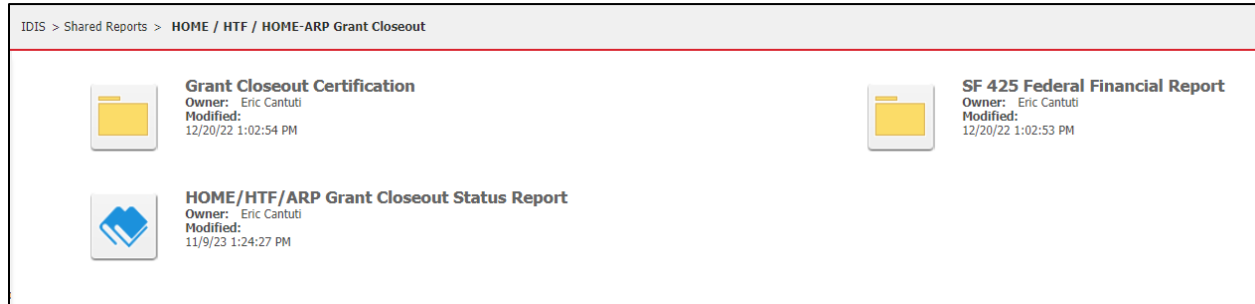 IDIS > Shared Reports > HOME / HTF / HOME-ARP Grant Closeout
Grant Closeout Certification
Owner: Eric Cantuti
Modified:
12/20/22 1:02:54 PM
SF 425 Federal Financial Report
Owner: Eric Cantuti
Modified:
12/20/22 1:02:53 PM
HOME/HTF/ARP Grant Closeout Status Report
Owner: Eric Cantuti
Modified:
11/9/23 1:24:27 PM